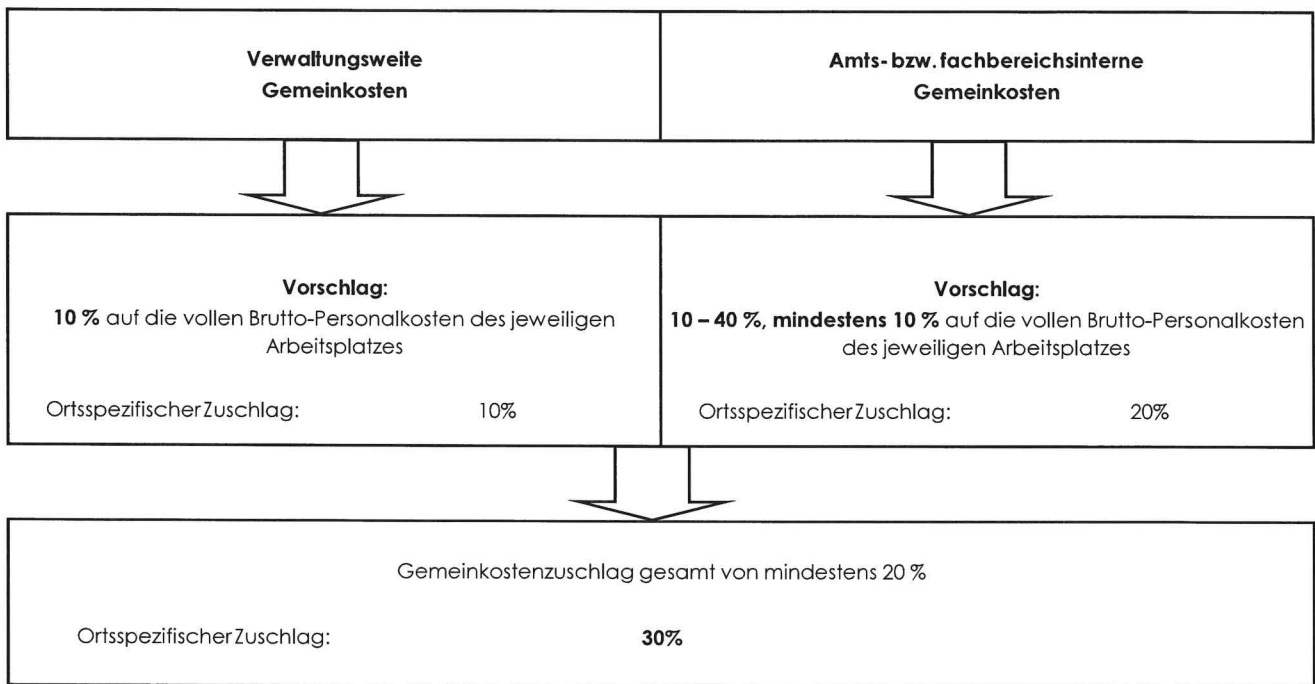 Verwaltungsweite
Gemeinkosten
Amts- bzw. fachbereichsinterne
Gemeinkosten
Vorschlag:
10 % auf die vollen Brutto-Personalkosten des jeweiligen
Arbeitsplatzes
Ortsspezifischer Zuschlag: 10%
Vorschlag:
10 – 40 %, mindestens 10 % auf die vollen Brutto-Personalkosten
des jeweiligen Arbeitsplatzes
Ortsspezifischer Zuschlag: 20%
Gemeinkostenzuschlag gesamt von mindestens 20 %
Ortsspezifischer Zuschlag: 30%